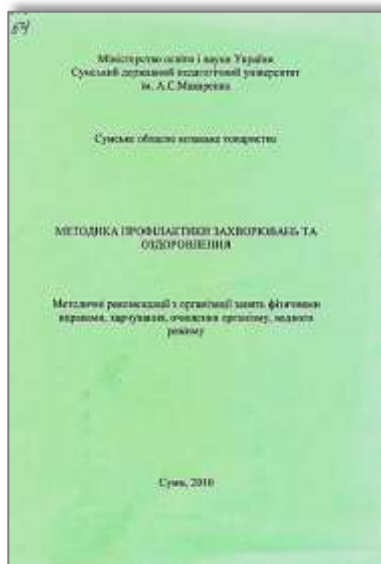 64
Міністерство освіти і науки України
Сумський державний педагогічний університет
ім. А.С.Макаренка
Сумське обласне козацьке товариство
МЕТОДИКА ПРОФІЛАКТИКИ ЗАХВОРЮВАНЬ ТА
ОЗДОРОВЛЕННЯ
Методичні рекомендації з організації занять фізичними
вправами, харчування, очищення організму, водного
режиму
Суми, 2010